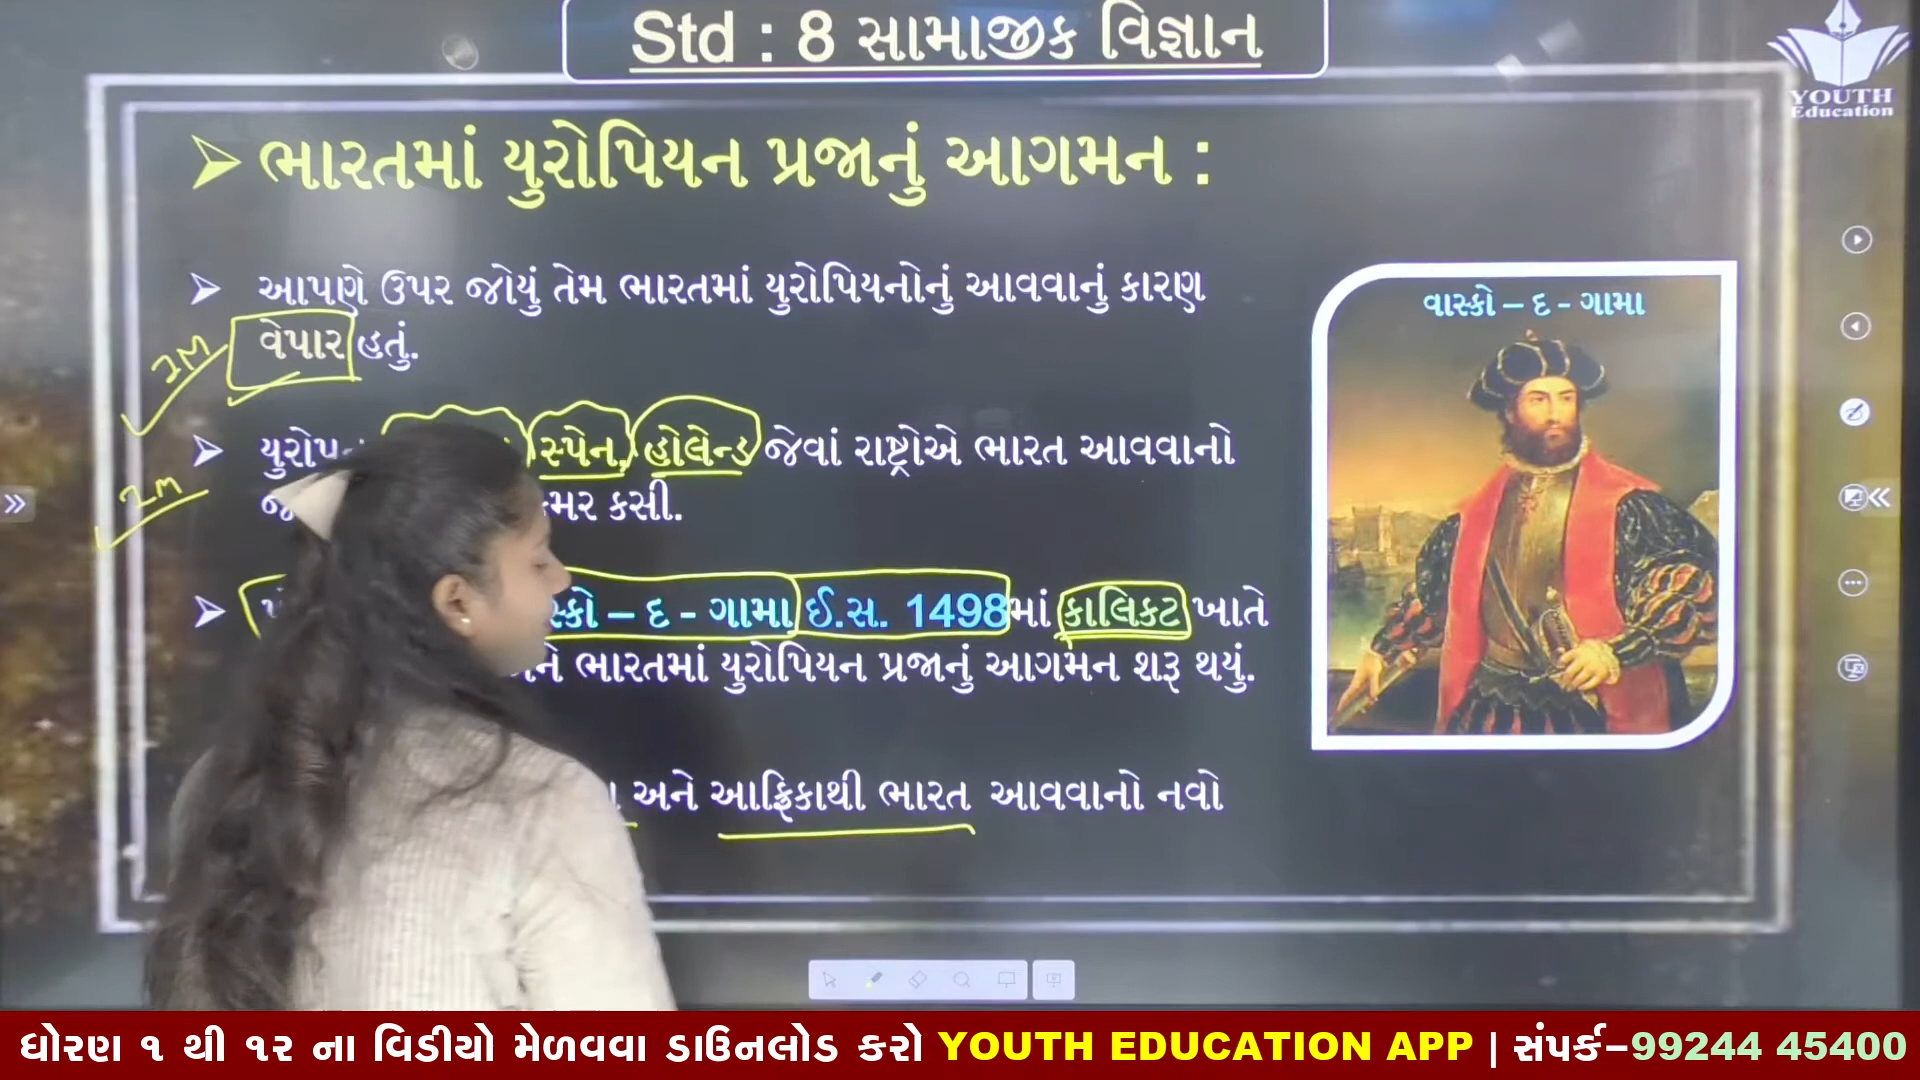 Std : 8 સામાજીક વિજ્ઞાન
YOUTH
Education
➢ ભારતમાં યુરોપિયન પ્રજાનું આગમન :
➢ આપણે ઉપર જોયું તેમ ભારતમાં યુરોપિયનોનું આવવાનું કારણ
વેપાર હતું.
2M
વાસ્કો – દ - ગામા
➢ સ્પેન, હોલેન્ડ જેવાં રાષ્ટ્રોએ ભારત આવવાનો
2M
કસી.
➢ – દ - ગામા ઈ.સ. 1498માં કાલિકટ ખાતે
ભારતમાં યુરોપિયન પ્રજાનું આગમન શરૂ થયું.
અને આફ્રિકાથી ભારત આવવાનો નવો
ધોરણ ૧ થી ૧૨ ના વિડીયો મેળવવા ડાઉનલોડ કરો YOUTH EDUCATION APP | સંપર્ક–99244 45400